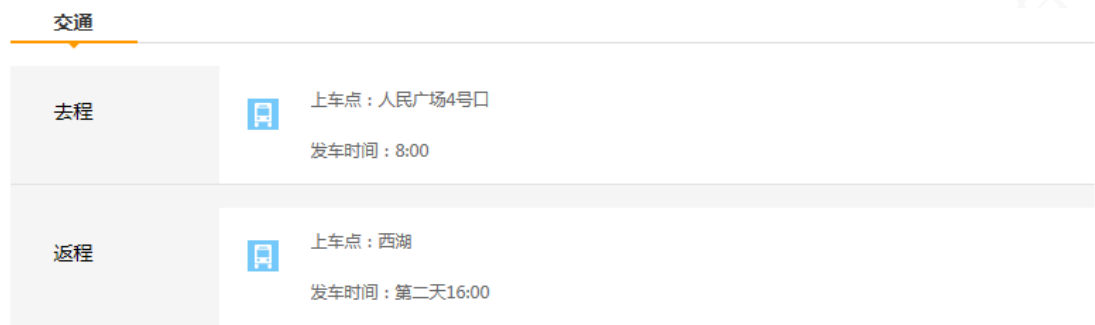 交通
去程
上车点：人民广场4号口
发车时间：8:00
返程
上车点：西湖
发车时间：第二天16:00